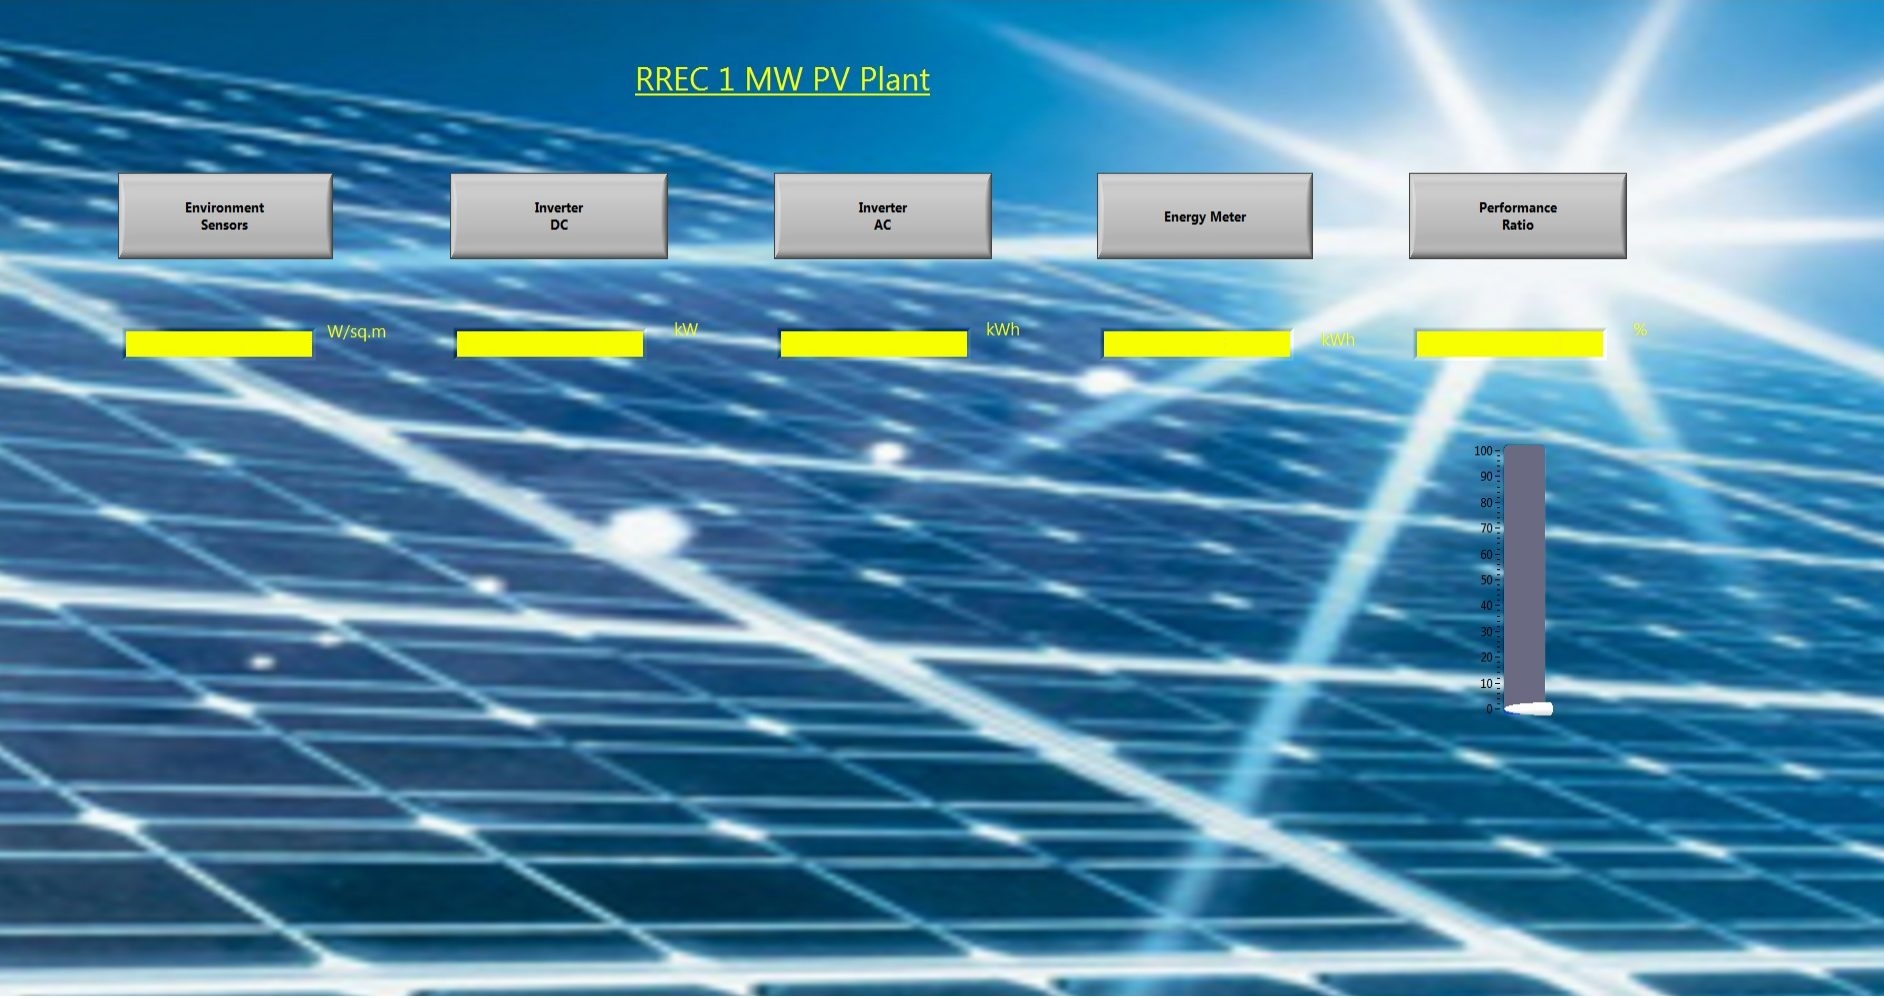 RREC 1 MW PV Plant
Environment
Sensors
Inverter
DC
Inverter
AC
Energy Meter
Performance
Ratio
W/sq.m
kW
kWh
kWh
%
100
90
80
70
60
50
40
30
20
10
0